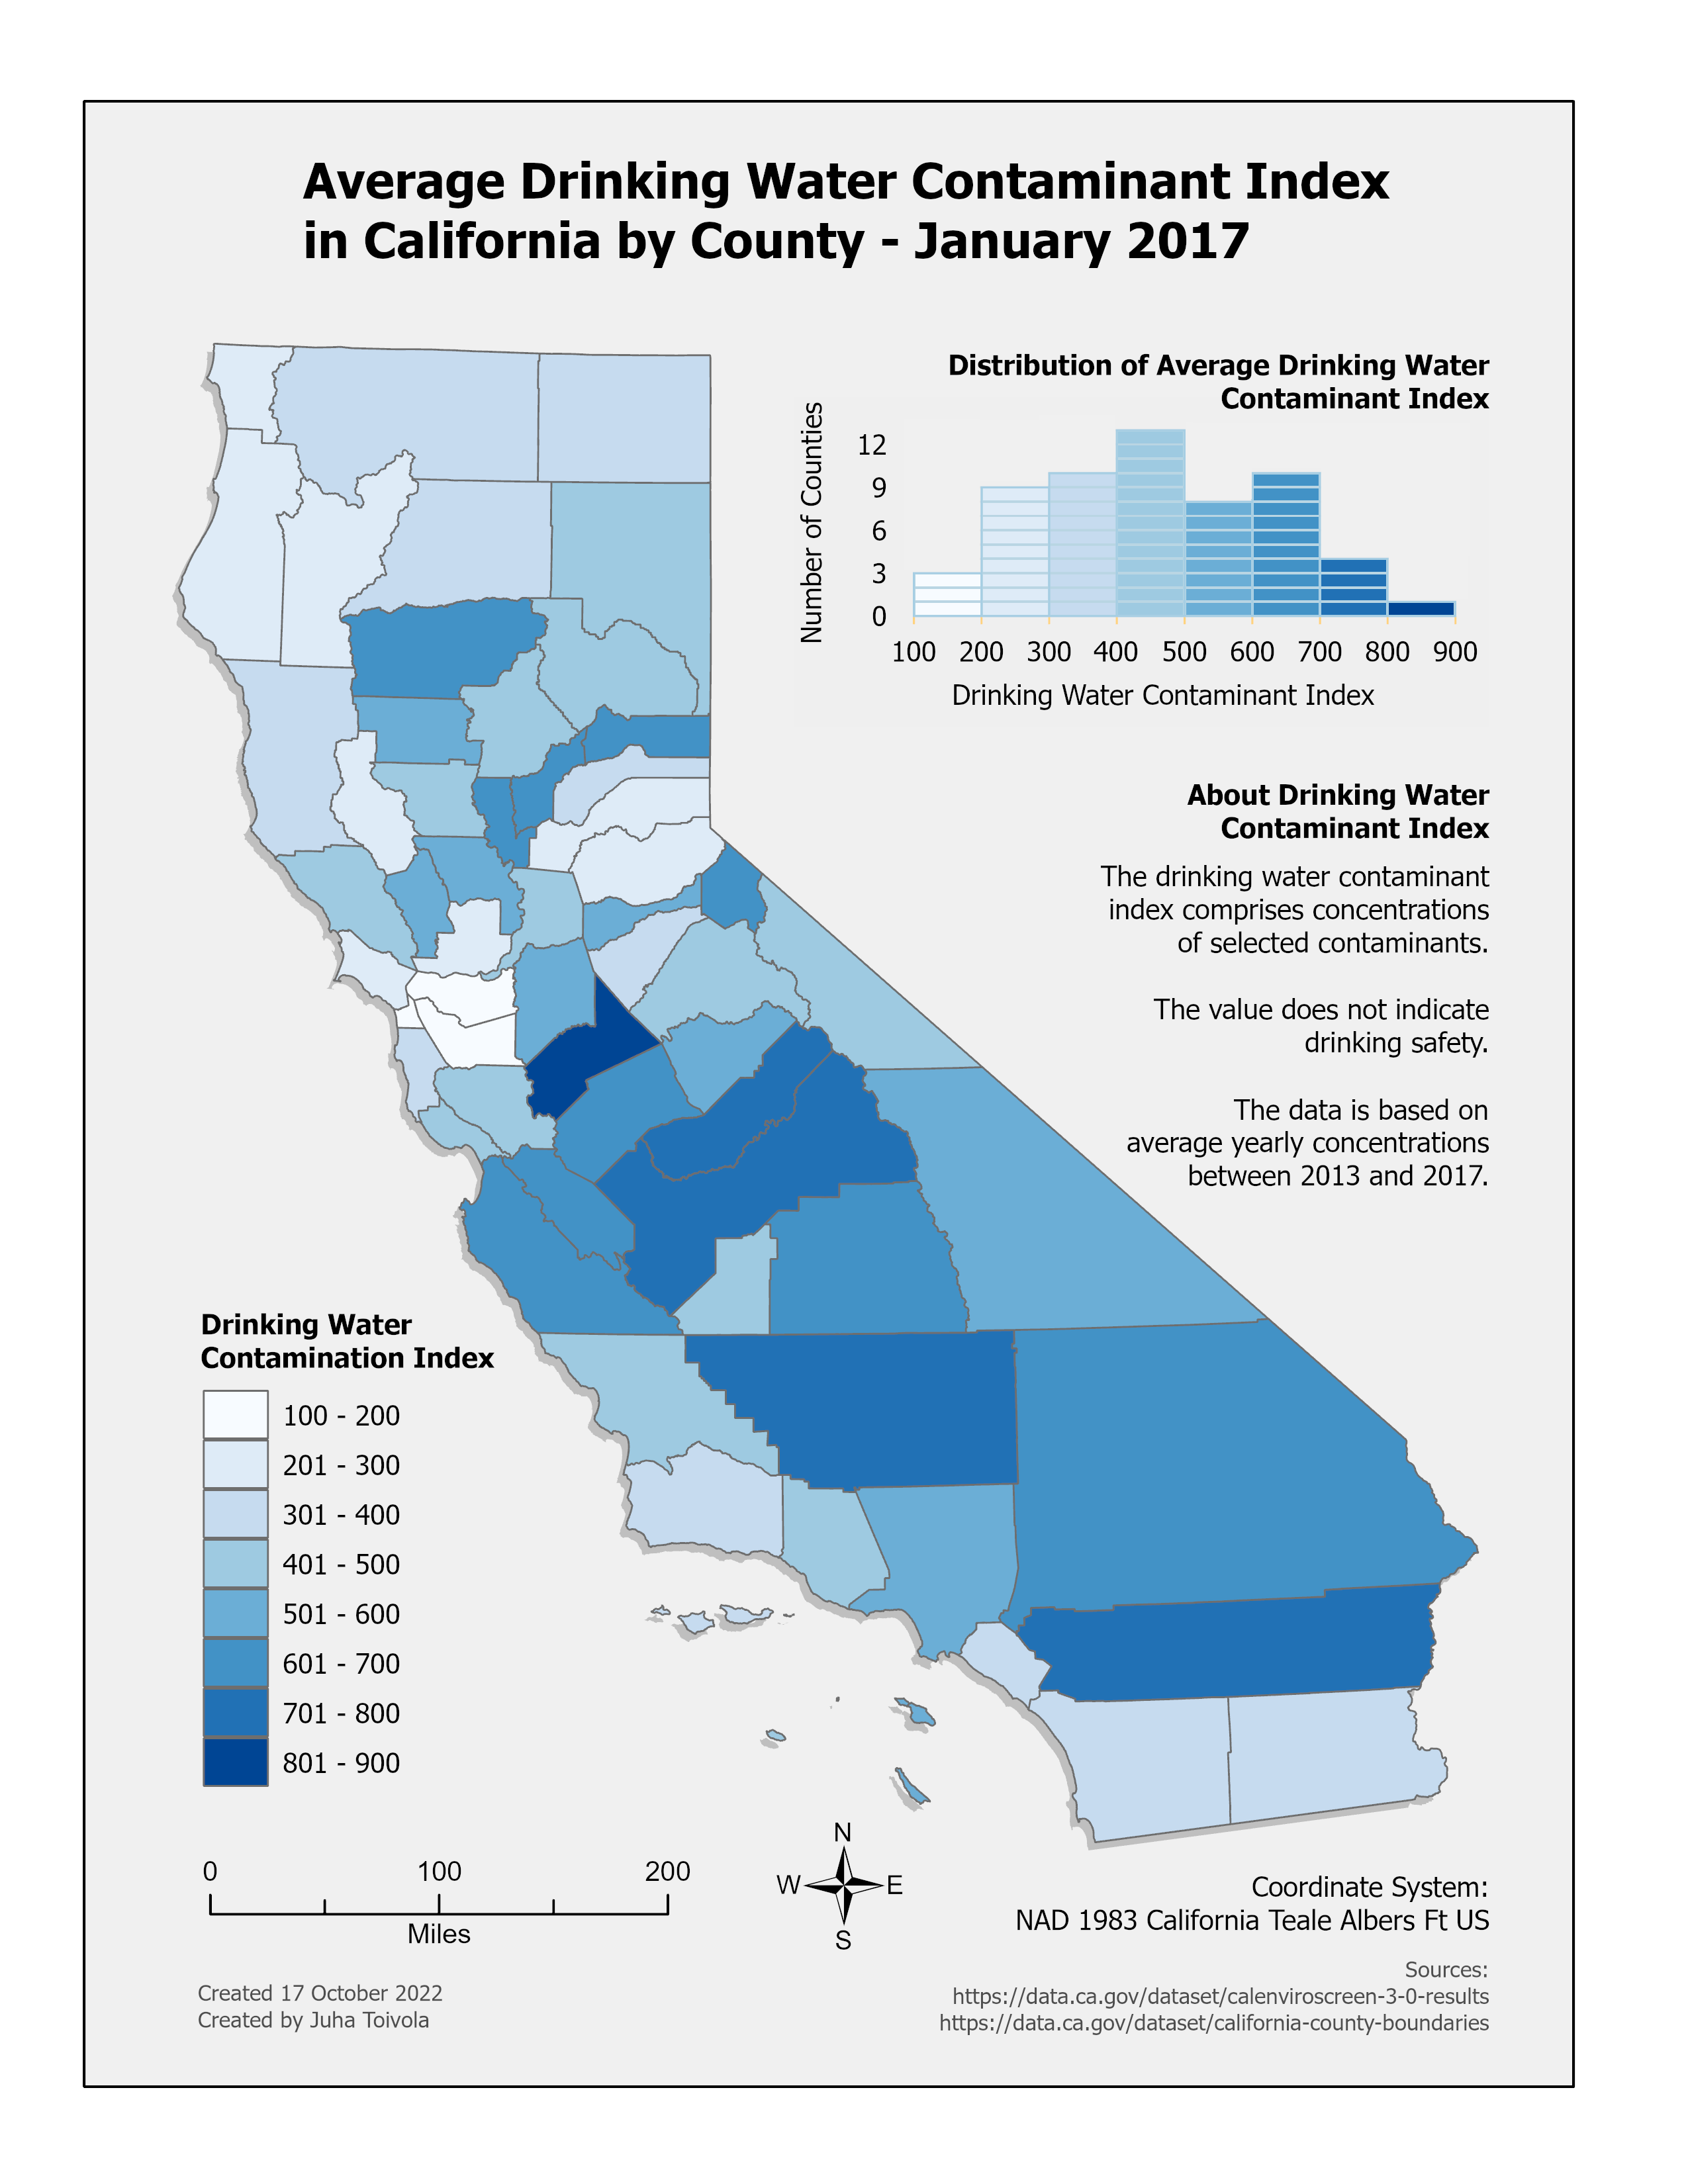 Average Drinking Water Contaminant Index
in California by County - January 2017
Distribution of Average Drinking Water
Contaminant Index
Number of Counties
12
9
6
3
0
100 200 300 400 500 600 700 800 900
Drinking Water Contaminant Index
About Drinking Water
Contaminant Index
The drinking water contaminant
index comprises concentrations
of selected contaminants.
The value does not indicate
drinking safety.
The data is based on
average yearly concentrations
between 2013 and 2017.
Drinking Water
Contamination Index
100 - 200
201 - 300
301 - 400
401 - 500
501 - 600
601 - 700
701 - 800
801 - 900
0 100 200
Miles
N
W E
S
Coordinate System:
NAD 1983 California Teale Albers Ft US
Created 17 October 2022
Created by Juha Toivola
Sources:
https://data.ca.gov/dataset/calenviroscreen-3-0-results
https://data.ca.gov/dataset/california-county-boundaries